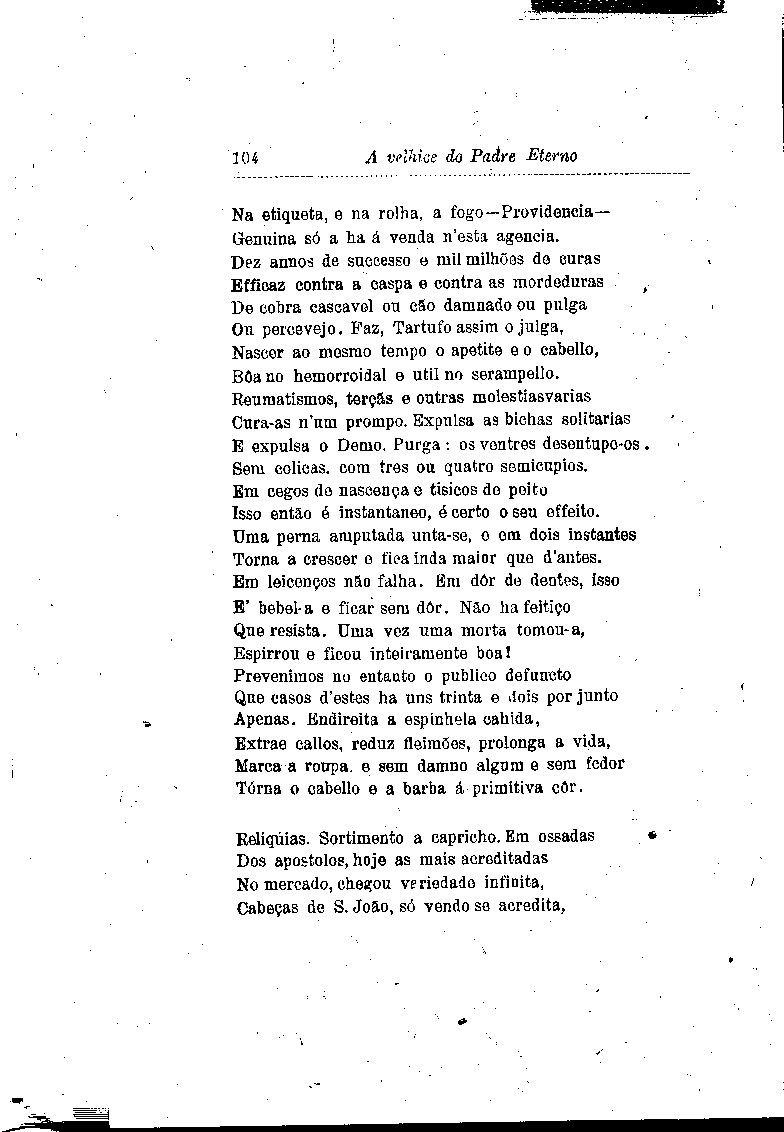 104 A velhice do Padre Eterno
Na etiqueta, e na rolha, a fogo—Providencia—
Genuina só a ha á venda n'esta agencia.
Dez annos de successo e mil milhões de curas
Efficaz contra a caspa e contra as mordeduras
De cobra cascavel ou cão damnado ou pulga
Ou percevejo. Faz, Tartufo assim o julga,
Nascer ao mesmo tempo o apetite e o cabello,
Bôa no hemorroidal e util no serampello.
Reumatismos, terçãs e outras molestias varias
Cura-as n'um prompo. Expulsa as bichas solitarias
E expulsa o Demo. Purga: os ventres desentupe-os.
Sem colicas. com tres ou quatro semicupios.
Em cegos de nascença e tisicos de peito
Isso então é instantaneo, é certo o seu effeito.
Uma perna amputada unta-se, e em dois instantes
Torna a crescer e fica inda maior que d'antes.
Em leicenços não falha. Em dôr de dentes, isso
E' bebel-a e ficar sem dôr. Não ha feitiço
Que resista. Uma vez uma morta tomou-a,
Espirrou e ficou inteiramente boa!
Prevenimos no entanto o publico defuncto
Que casos d'estes ha uns trinta e dois por junto
Apenas. Endireita a espinhela cahida,
Extrae callos, reduz fleimões, prolonga a vida,
Marca a roupa. e sem damno algum e sem fedor
Tórna o cabello e a barba á primitiva côr.
Reliquias. Sortimento a capricho. Em ossadas
Dos apostolos, hoje as mais acreditadas
No mercado, chegou variedade infinita,
Cabeças de S. João, só vendo se acredita,